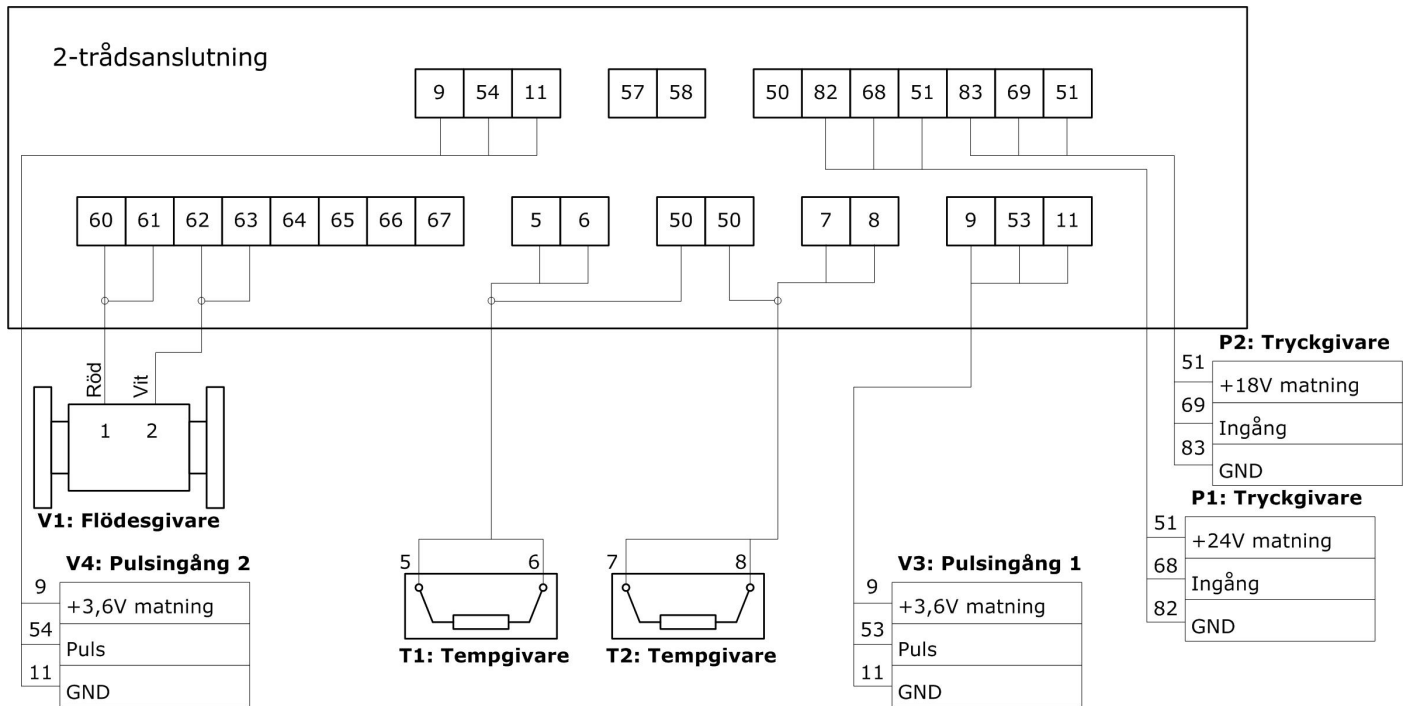 2-trådsanslutning
9 54 11
57 58
50 82 68 51 83 69 51
60 61 62 63 64 65 66 67
5 6
50 50
7 8
9 53 11
Röd
Vit
1 2
V1: Flödesgivare
V4: Pulsingång 2
9 +3,6V matning
54 Puls
11 GND
5 6
T1: Tempgivare
7 8
T2: Tempgivare
V3: Pulsingång 1
9 +3,6V matning
53 Puls
11 GND
P2: Tryckgivare
51 +18V matning
69 Ingång
83 GND
P1: Tryckgivare
51 +24V matning
68 Ingång
82 GND